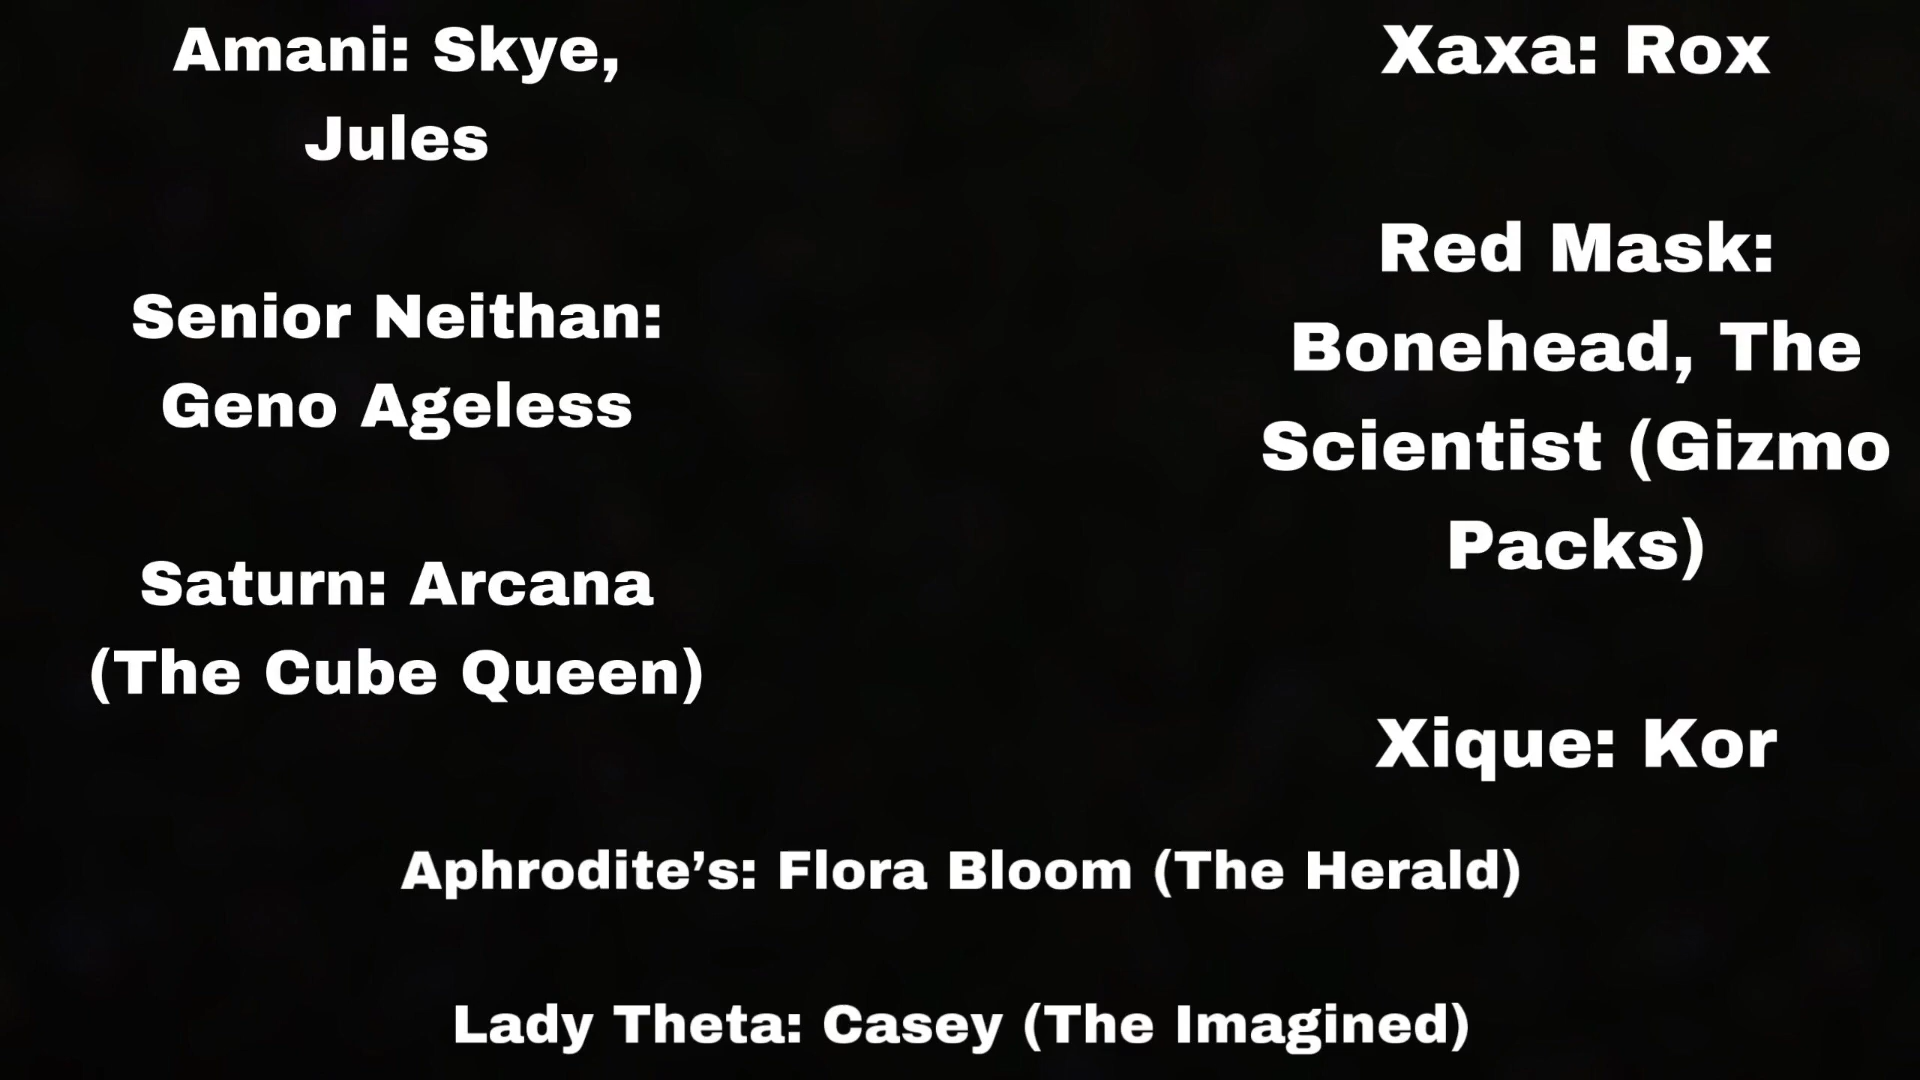 Amani: Skye,
Jules
Senior Neithan:
Geno Ageless
Saturn: Arcana
(The Cube Queen)
Xaxa: Rox
Red Mask:
Bonehead, The
Scientist (Gizmo
Packs)
Xique: Kor
Aphrodite’s: Flora Bloom (The Herald)
Lady Theta: Casey (The Imagined)